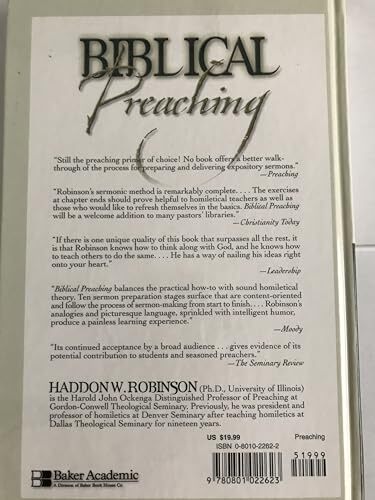 BIBLICAL
Preaching
"Still the preaching primer of choice! No book offers a better walk-
through of the process for preparing and delivering expository sermons."
—Preaching
"Robinson's sermonic method is remarkably complete. . . . The exercises
at chapter ends should prove helpful to homiletical teachers as well as
those who would like to refresh themselves in the basics. Biblical Preaching
will be a welcome addition to many pastors' libraries."
—Christianity Today
"If there is one unique quality of this book that surpasses all the rest, it
is that Robinson knows how to think along with God, and he knows how
to teach others to do the same. . . . He has a way of nailing his ideas right
onto your heart."
—Leadership
"Biblical Preaching balances the practical how-to with sound homiletical
theory. Ten sermon preparation stages surface that are content-oriented
and follow the process of sermon-making from start to finish. . . . Robinson's
analogies and picturesque language, sprinkled with intelligent humor,
produce a painless learning experience."
—Moody
"Its continued acceptance by a broad audience . . . gives evidence of its
potential contribution to students and seasoned preachers."
—The Seminary Review
HADDON W. ROBINSON (Ph.D., University of Illinois)
is the Harold John Ockenga Distinguished Professor of Preaching at
Gordon-Conwell Theological Seminary. Previously, he was president
and professor of homiletics at Denver Seminary after teaching homiletics at
Dallas Theological Seminary for nineteen years.
US $19.99 Preaching
ISBN 0-8010-2262-2
51999
9 780801 022623
Baker Academic
A Division of Baker Book House Co